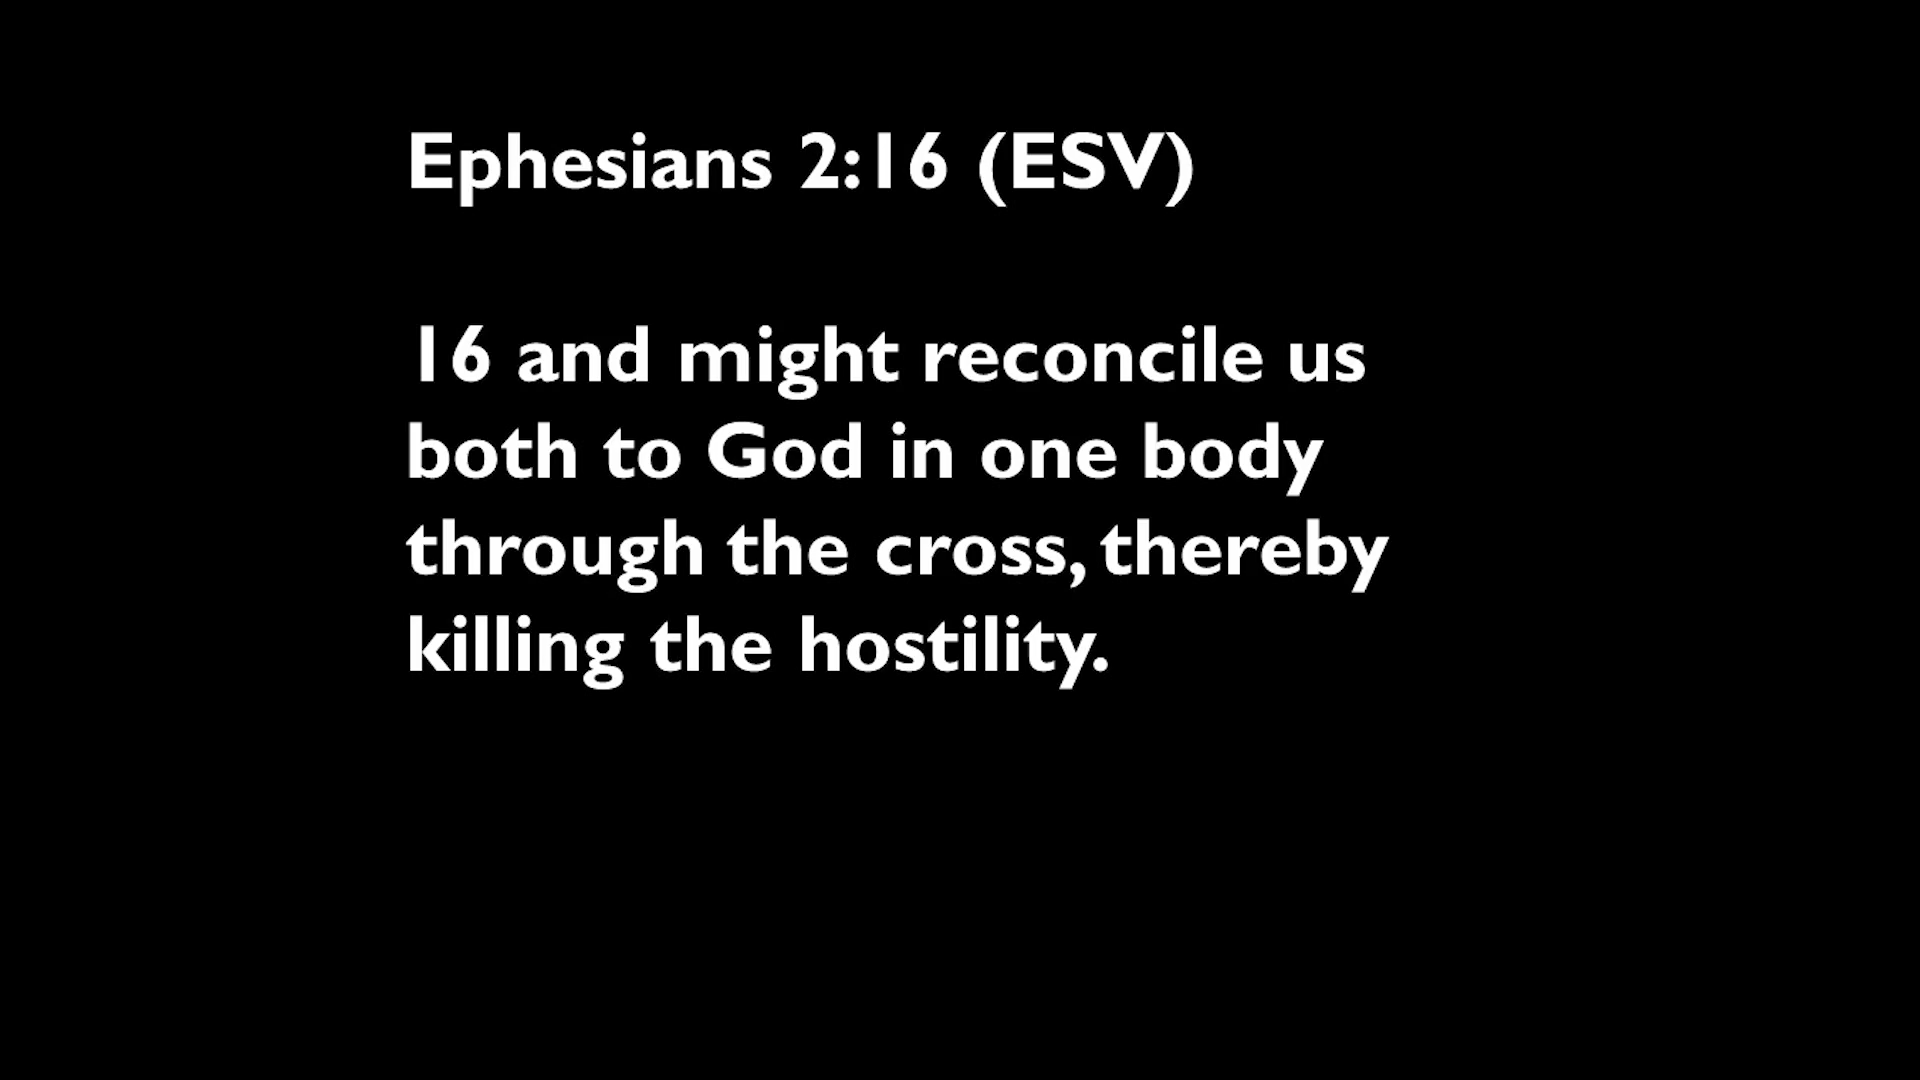 Ephesians 2:16 (ESV)
16 and might reconcile us
both to God in one body
through the cross, thereby
killing the hostility.